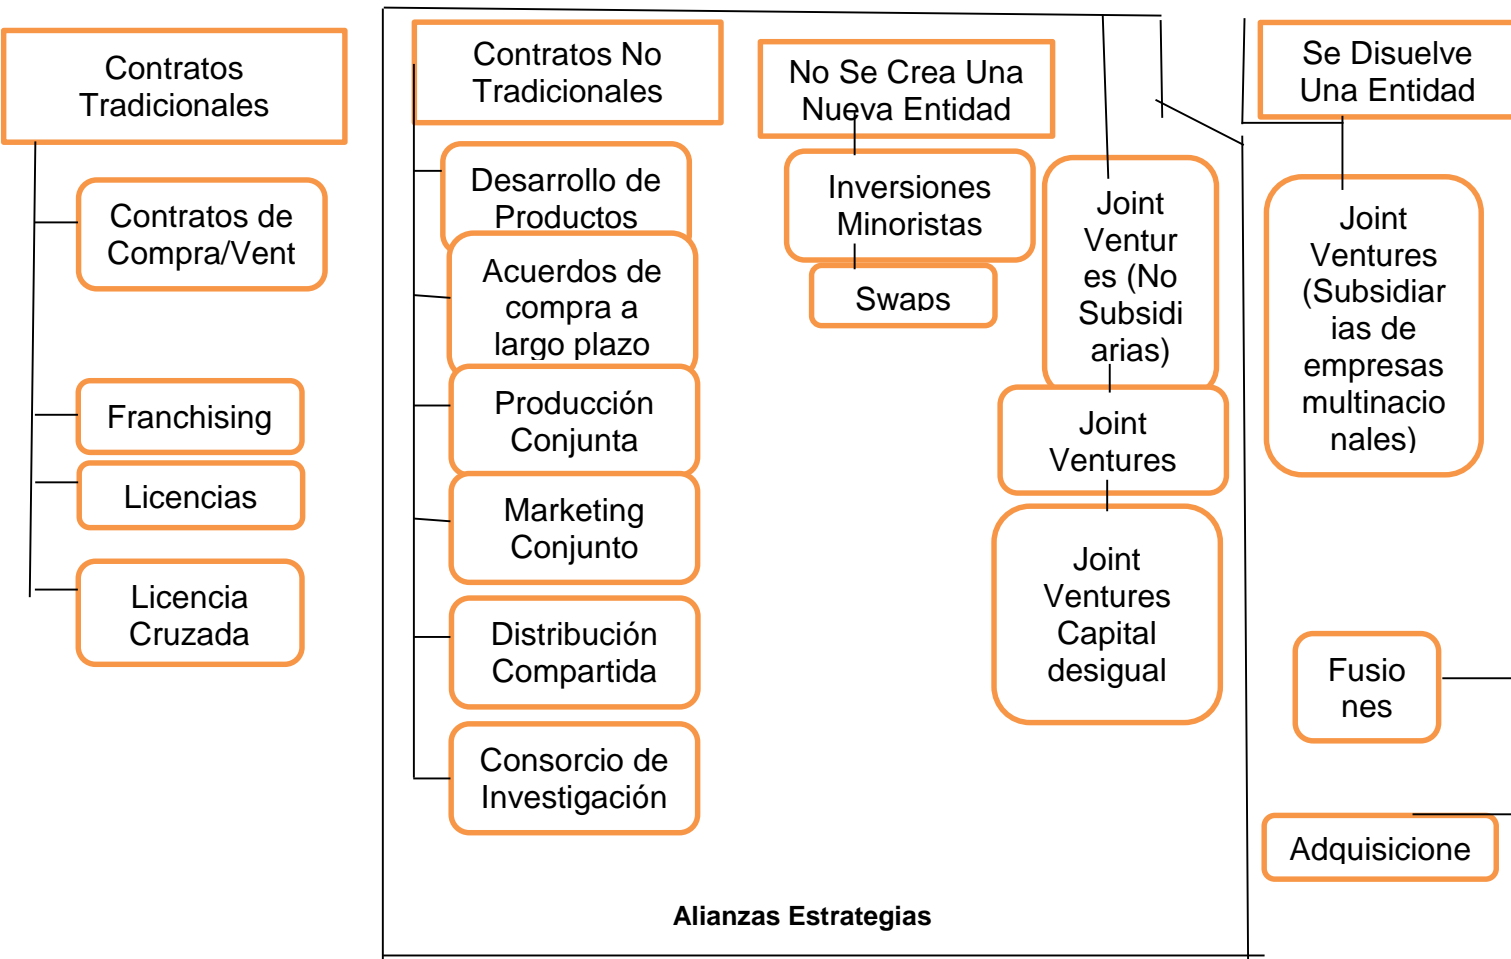 Contratos
Tradicionales
Contratos de
Compra/Vent
Franchising
Licencias
Licencia
Cruzada
Contratos No
Tradicionales
Desarrollo de
Productos
Acuerdos de
compra a
largo plazo
Producción
Conjunta
Marketing
Conjunto
Distribución
Compartida
Consorcio de
Investigación
No Se Crea Una
Nueva Entidad
Inversiones
Minoristas
Swaps
Joint
Ventur
es (No
Subsidi
arias)
Joint
Ventures
Joint
Ventures
Capital
desigual
Se Disuelve
Una Entidad
Joint
Ventures
(Subsidiar
ias de
empresas
multinacio
nales)
Fusio
nes
Adquisicione
Alianzas Estrategias